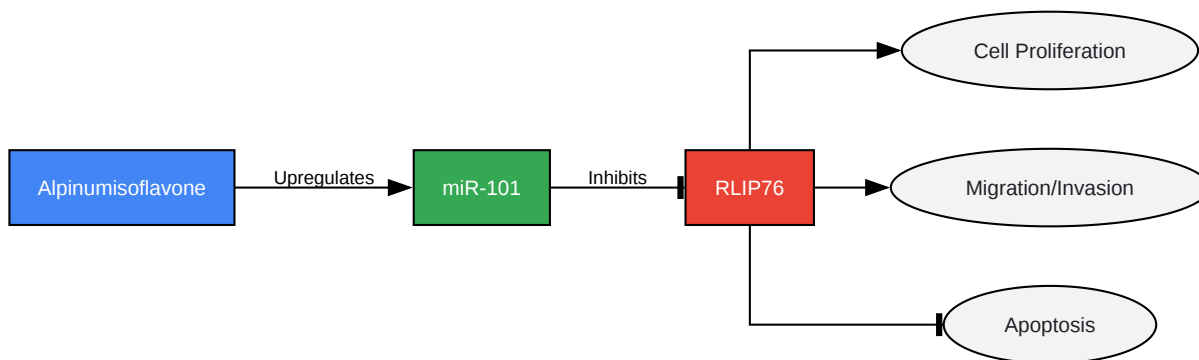 Cell Proliferation
Alpinumisoflavone
Upregulates
miR-101
Inhibits
RLIP76
Migration/Invasion
Apoptosis